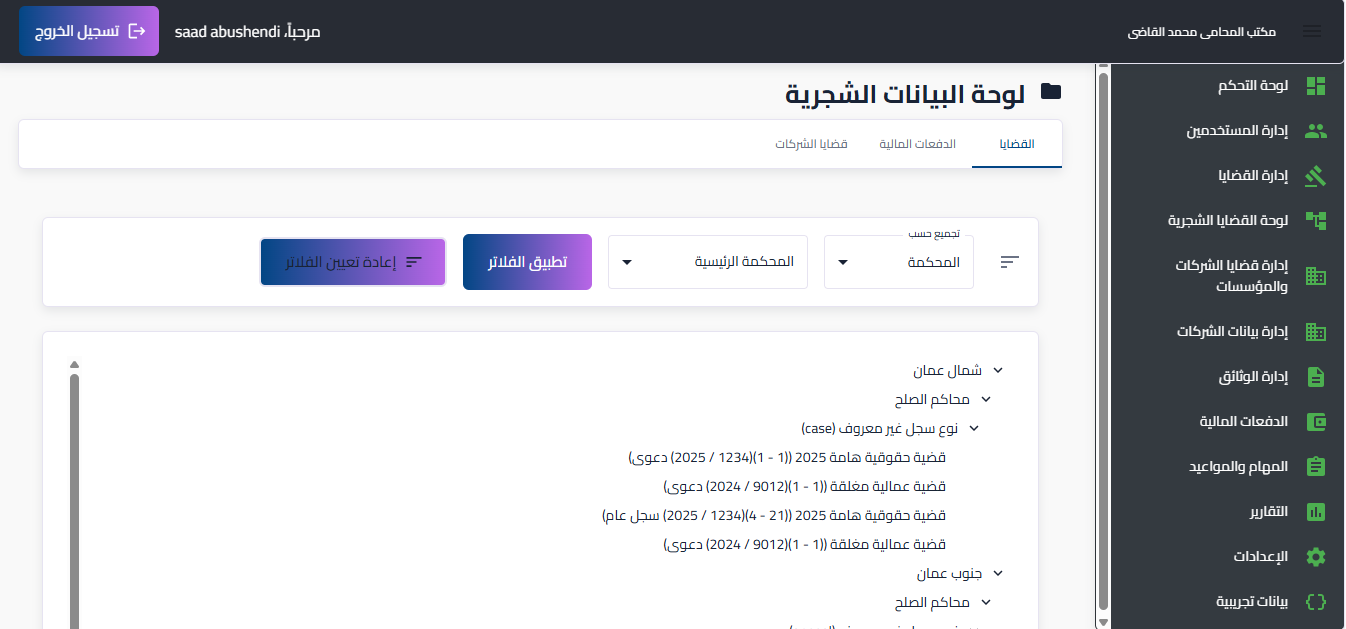 مكتب المحامي محمد القاضي
مرحباً، saad abushendi
تسجيل الخروج
لوحة التحكم
إدارة المستخدمين
إدارة القضايا
لوحة القضايا الشجرية
إدارة قضايا الشركات
والمؤسسات
إدارة بيانات الشركات
إدارة الوثائق
الدفعات المالية
المهام والمواعيد
التقارير
الإعدادات
بيانات تجريبية
لوحة البيانات الشجرية
القضايا
الدفعات المالية
قضايا الشركات
تجميع حسب
المحكمة
المحكمة الرئيسية
تطبيق الفلاتر
إعادة تعيين الفلاتر
شمال عمان
محاكم الصلح
نوع سجل غير معروف (case)
قضية حقوقية هامة 2025 ((1 - 1)(1234 / 2025) دعوى)
قضية عمالية مغلقة ((1 - 1)(9012 / 2024) دعوى)
قضية حقوقية هامة 2025 ((21 - 4)(1234 / 2025) سجل عام)
قضية عمالية مغلقة ((1 - 1)(9012 / 2024) دعوى)
جنوب عمان
محاكم الصلح